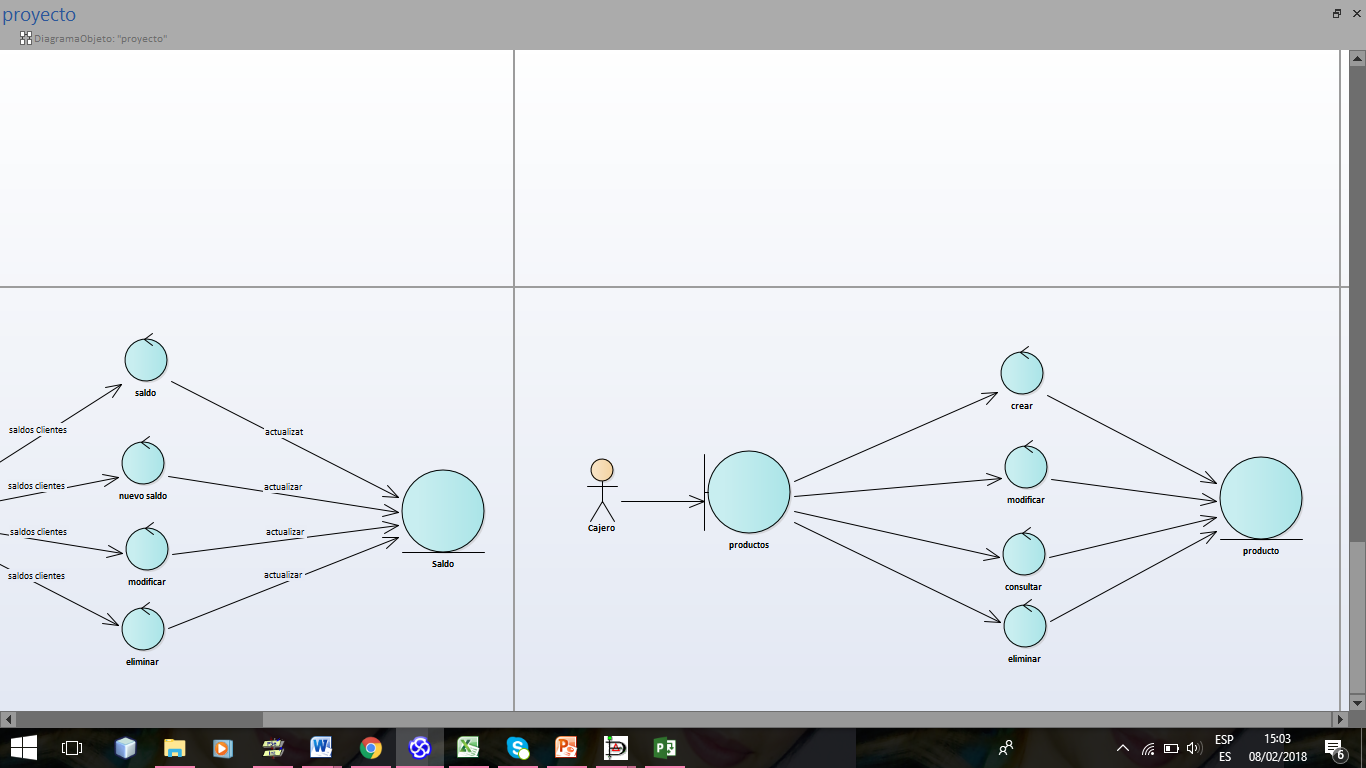 proyecto
DiagramaObjeto: "proyecto"
saldo
saldos Clientes
actualizat
nuevo saldo
saldos clientes
actualizar
modificar
saldos clientes
actualizar
eliminar
saldos clientes
actualizar
Saldo
Cajero
productos
crear
modificar
consultar
eliminar
producto
ESP
ES
15:03
08/02/2018
6